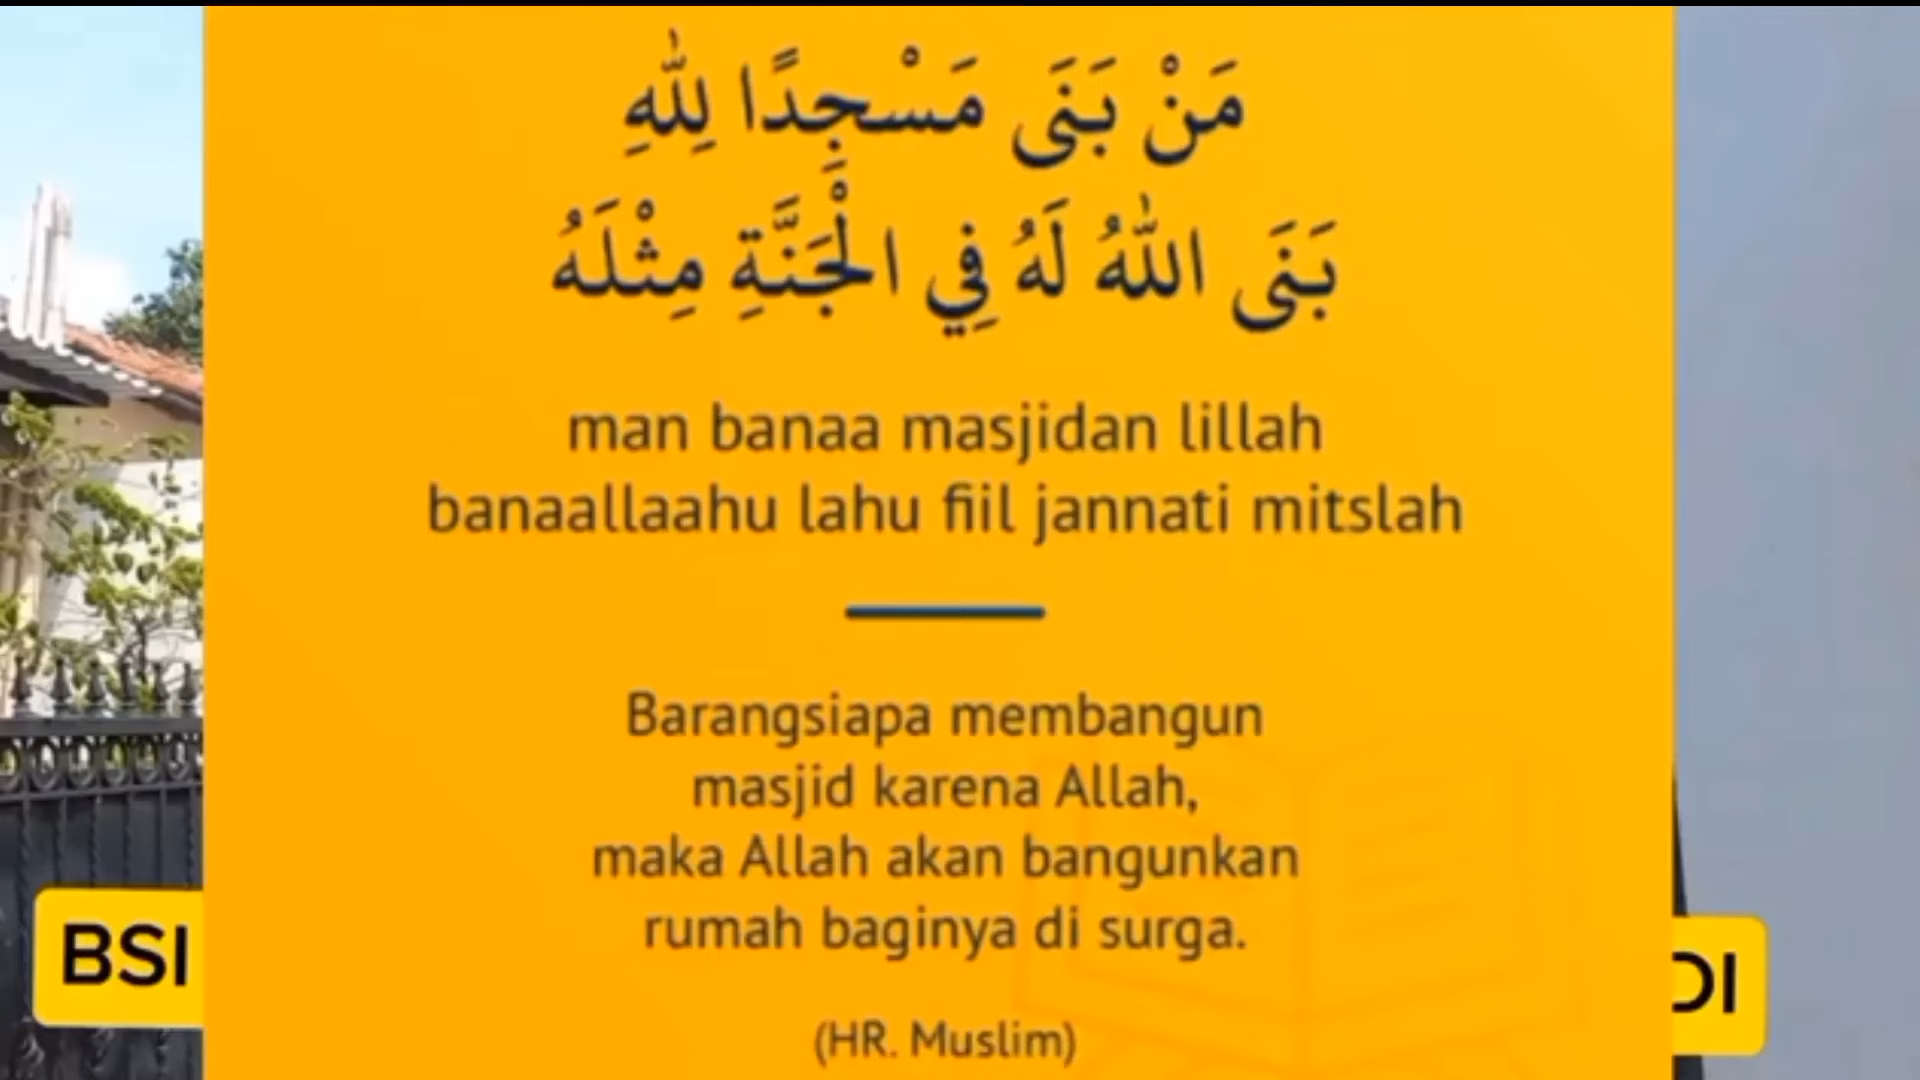 مَنْ بَنَى مَسْجِدًا لِلّٰهِ
بَنَى اللّٰهُ لَهُ فِي الْجَنَّةِ مِثْلَهُ
man banaa masjidan lillah
banaallaahu lahu fiil jannati mitslah
Barangsiapa membangun
masjid karena Allah,
maka Allah akan bangunkan
rumah baginya di surga.
(HR. Muslim)
BSI
DI